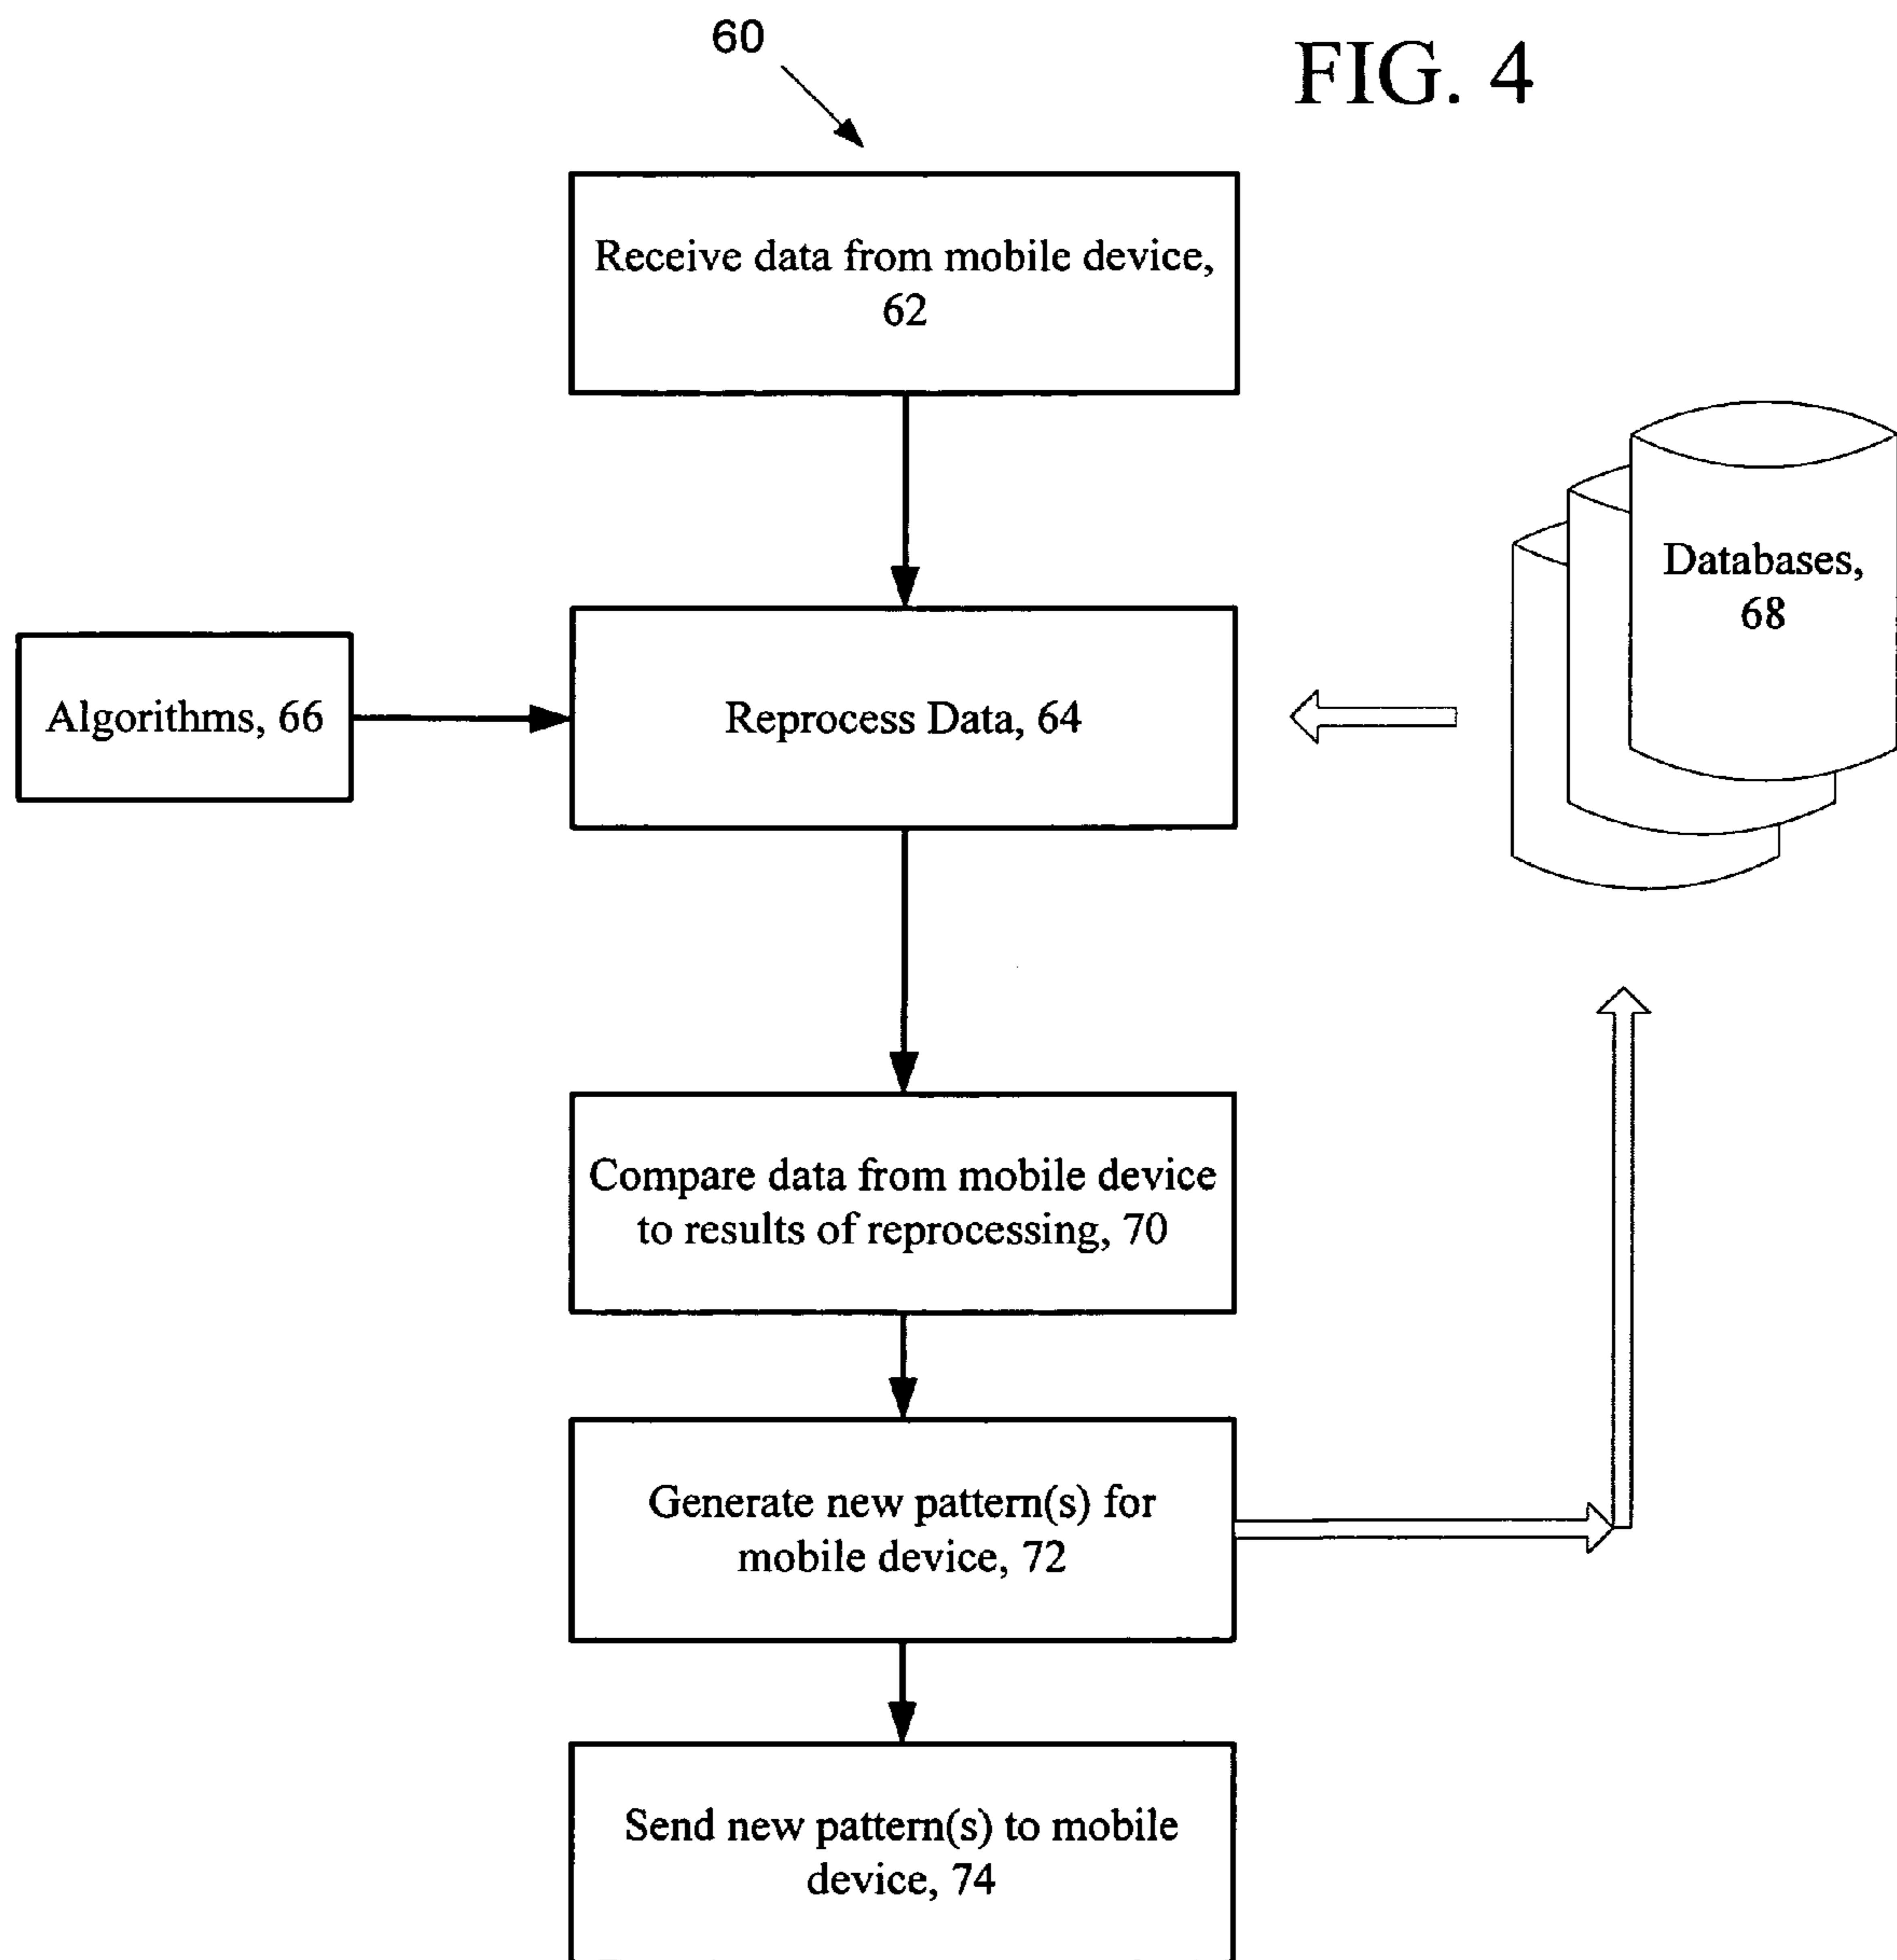 60
FIG. 4
Receive data from mobile device,
62
Databases,
68
Algorithms, 66
Reprocess Data, 64
Compare data from mobile device
to results of reprocessing, 70
Generate new pattern(s) for
mobile device, 72
Send new pattern(s) to mobile
device, 74